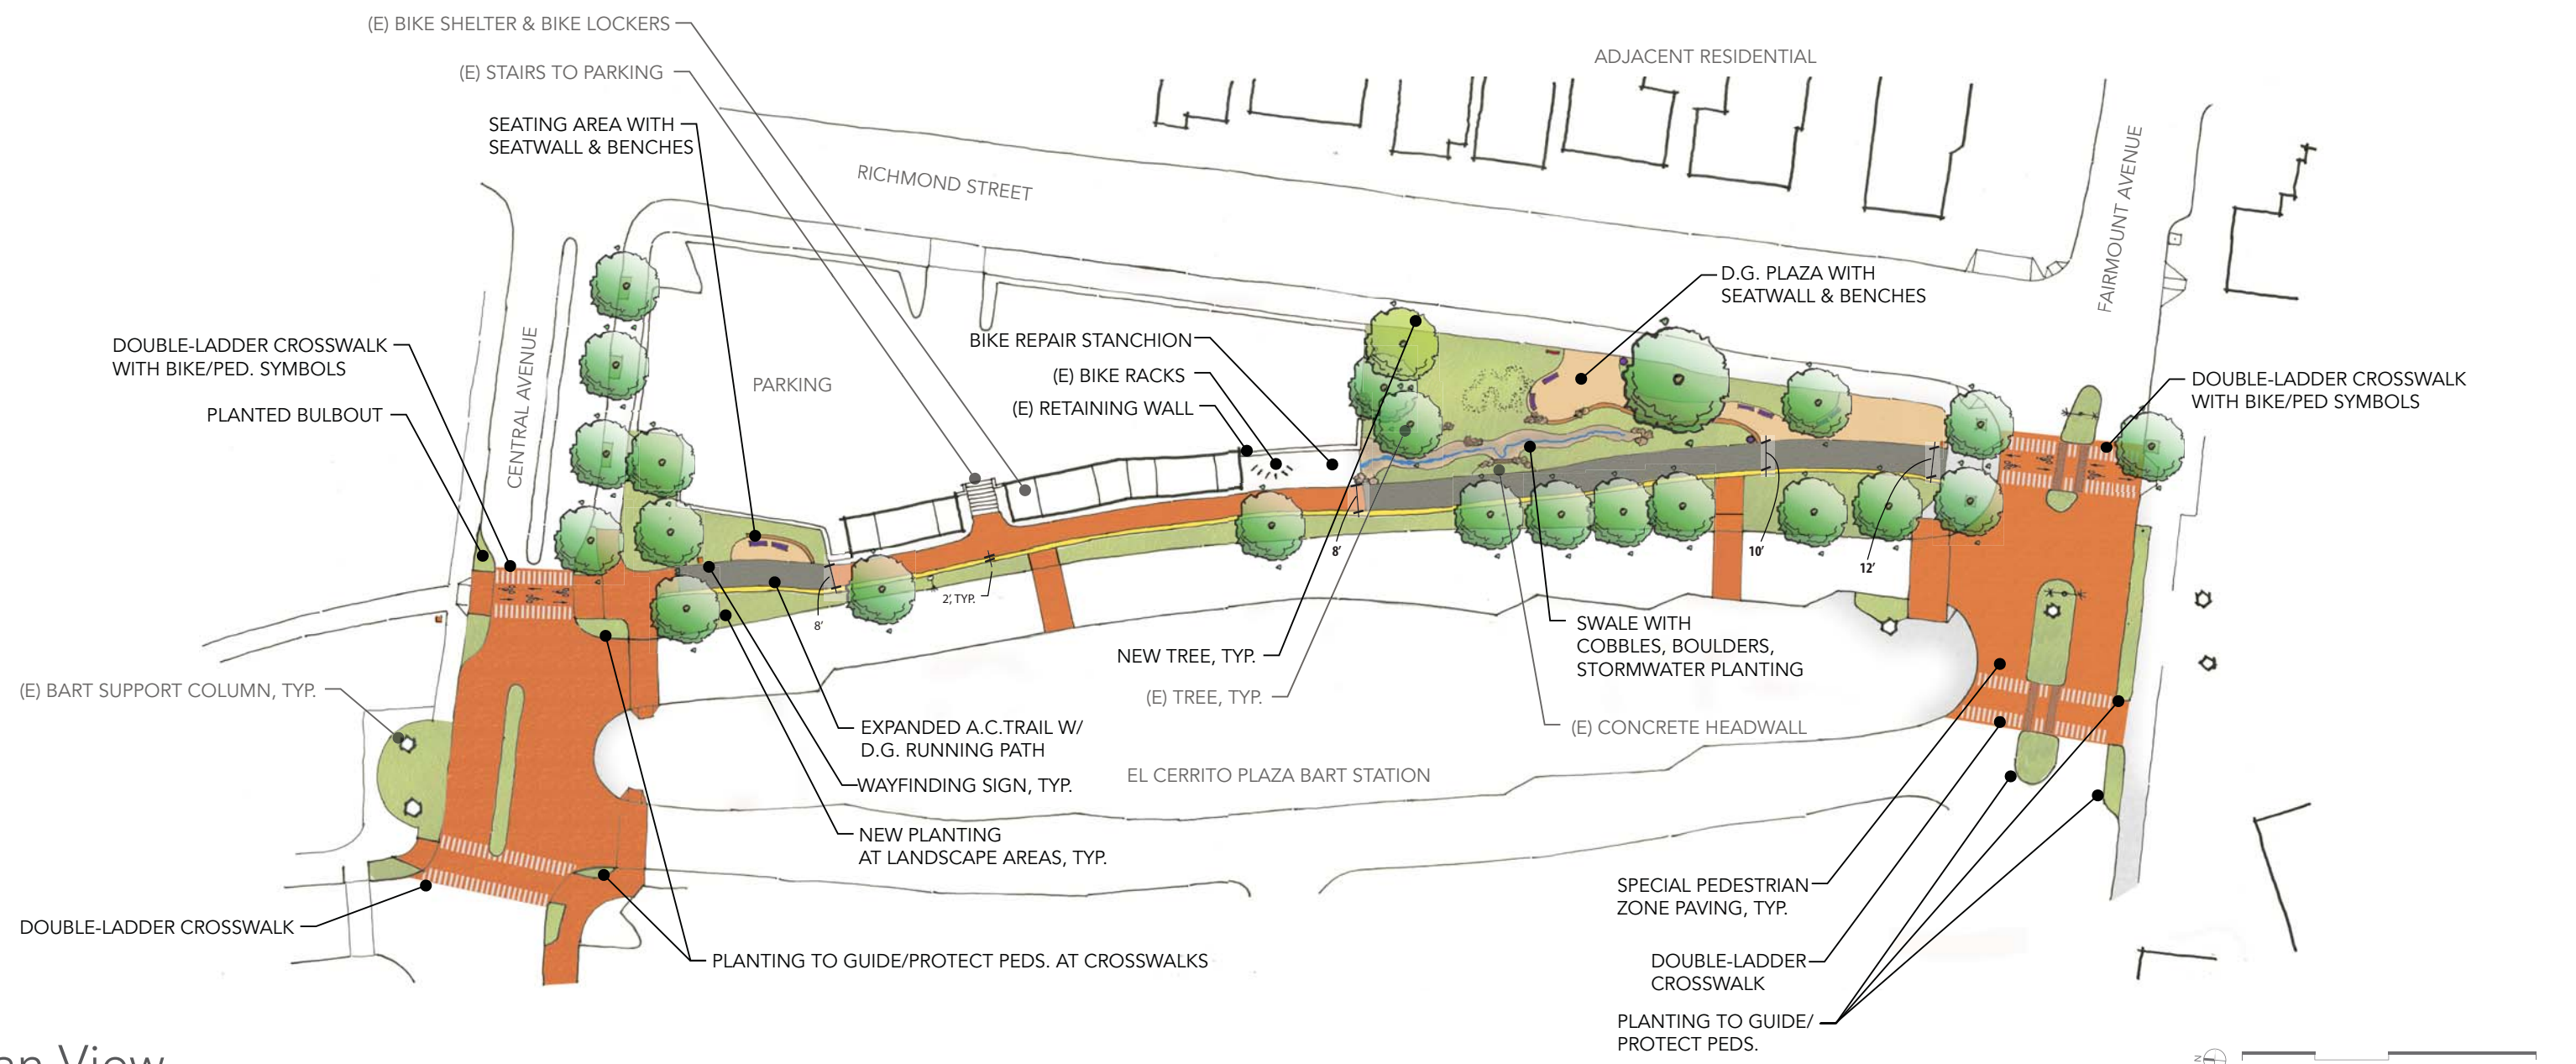 (E) BIKE SHELTER & BIKE LOCKERS
ADJACENT RESIDENTIAL
(E) STAIRS TO PARKING
SEATING AREA WITH
SEATWALL & BENCHES
RICHMOND STREET
FAIRMOUNT AVENUE
D.G. PLAZA WITH
SEATWALL & BENCHES
DOUBLE-LADDER CROSSWALK
WITH BIKE/PED. SYMBOLS
CENTRAL AVENUE
PARKING
BIKE REPAIR STANCHION
(E) BIKE RACKS
(E) RETAINING WALL
DOUBLE-LADDER CROSSWALK
WITH BIKE/PED SYMBOLS
PLANTED BULBOUT
8'
10'
12'
2', TYP.
8'
SWALE WITH
COBBLES, BOULDERS,
STORMWATER PLANTING
NEW TREE, TYP.
(E) TREE, TYP.
(E) BART SUPPORT COLUMN, TYP.
EXPANDED A.C.TRAIL W/
D.G. RUNNING PATH
(E) CONCRETE HEADWALL
WAYFINDING SIGN, TYP.
EL CERRITO PLAZA BART STATION
NEW PLANTING
AT LANDSCAPE AREAS, TYP.
SPECIAL PEDESTRIAN
ZONE PAVING, TYP.
DOUBLE-LADDER CROSSWALK
PLANTING TO GUIDE/PROTECT PEDS. AT CROSSWALKS
DOUBLE-LADDER
CROSSWALK
PLANTING TO GUIDE/
PROTECT PEDS.
View
N